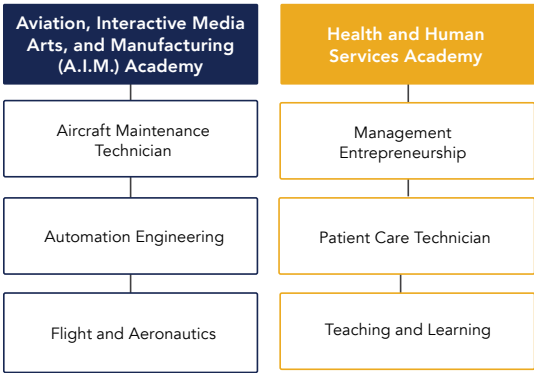 Aviation, Interactive Media
Arts, and Manufacturing
(A.I.M.) Academy
Aircraft Maintenance
Technician
Automation Engineering
Flight and Aeronautics
Health and Human
Services Academy
Management
Entrepreneurship
Patient Care Technician
Teaching and Learning